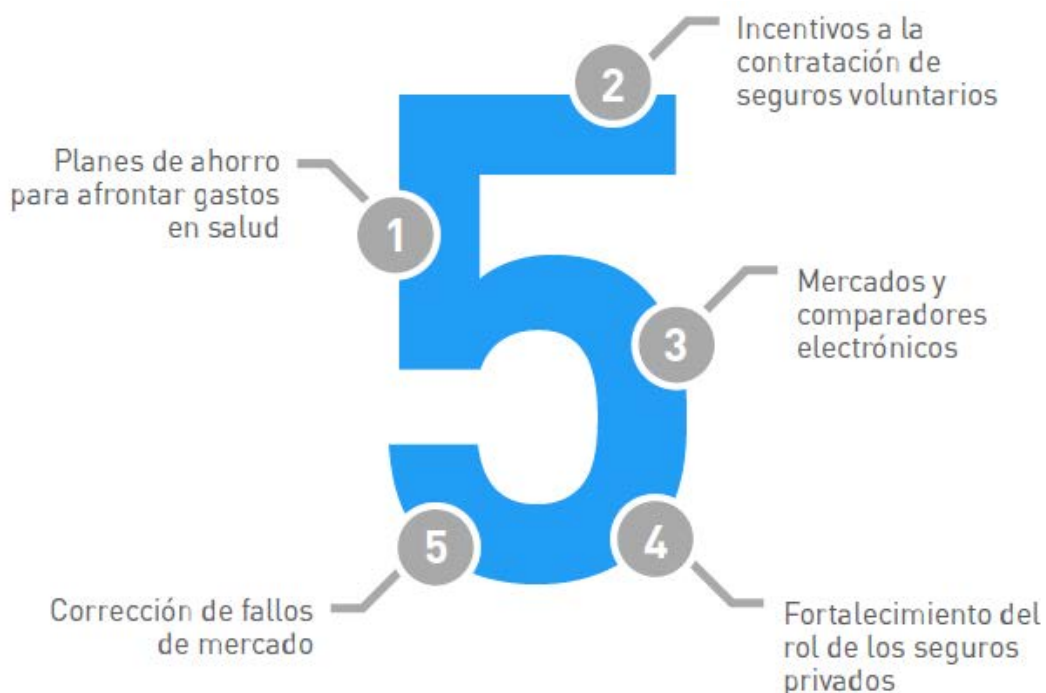 5
1
Planes de ahorro
para afrontar gastos
en salud
2
Incentivos a la
contratación de
seguros voluntarios
3
Mercados y
comparadores
electrónicos
4
Fortalecimiento del
rol de los seguros
privados
5
Corrección de fallos
de mercado